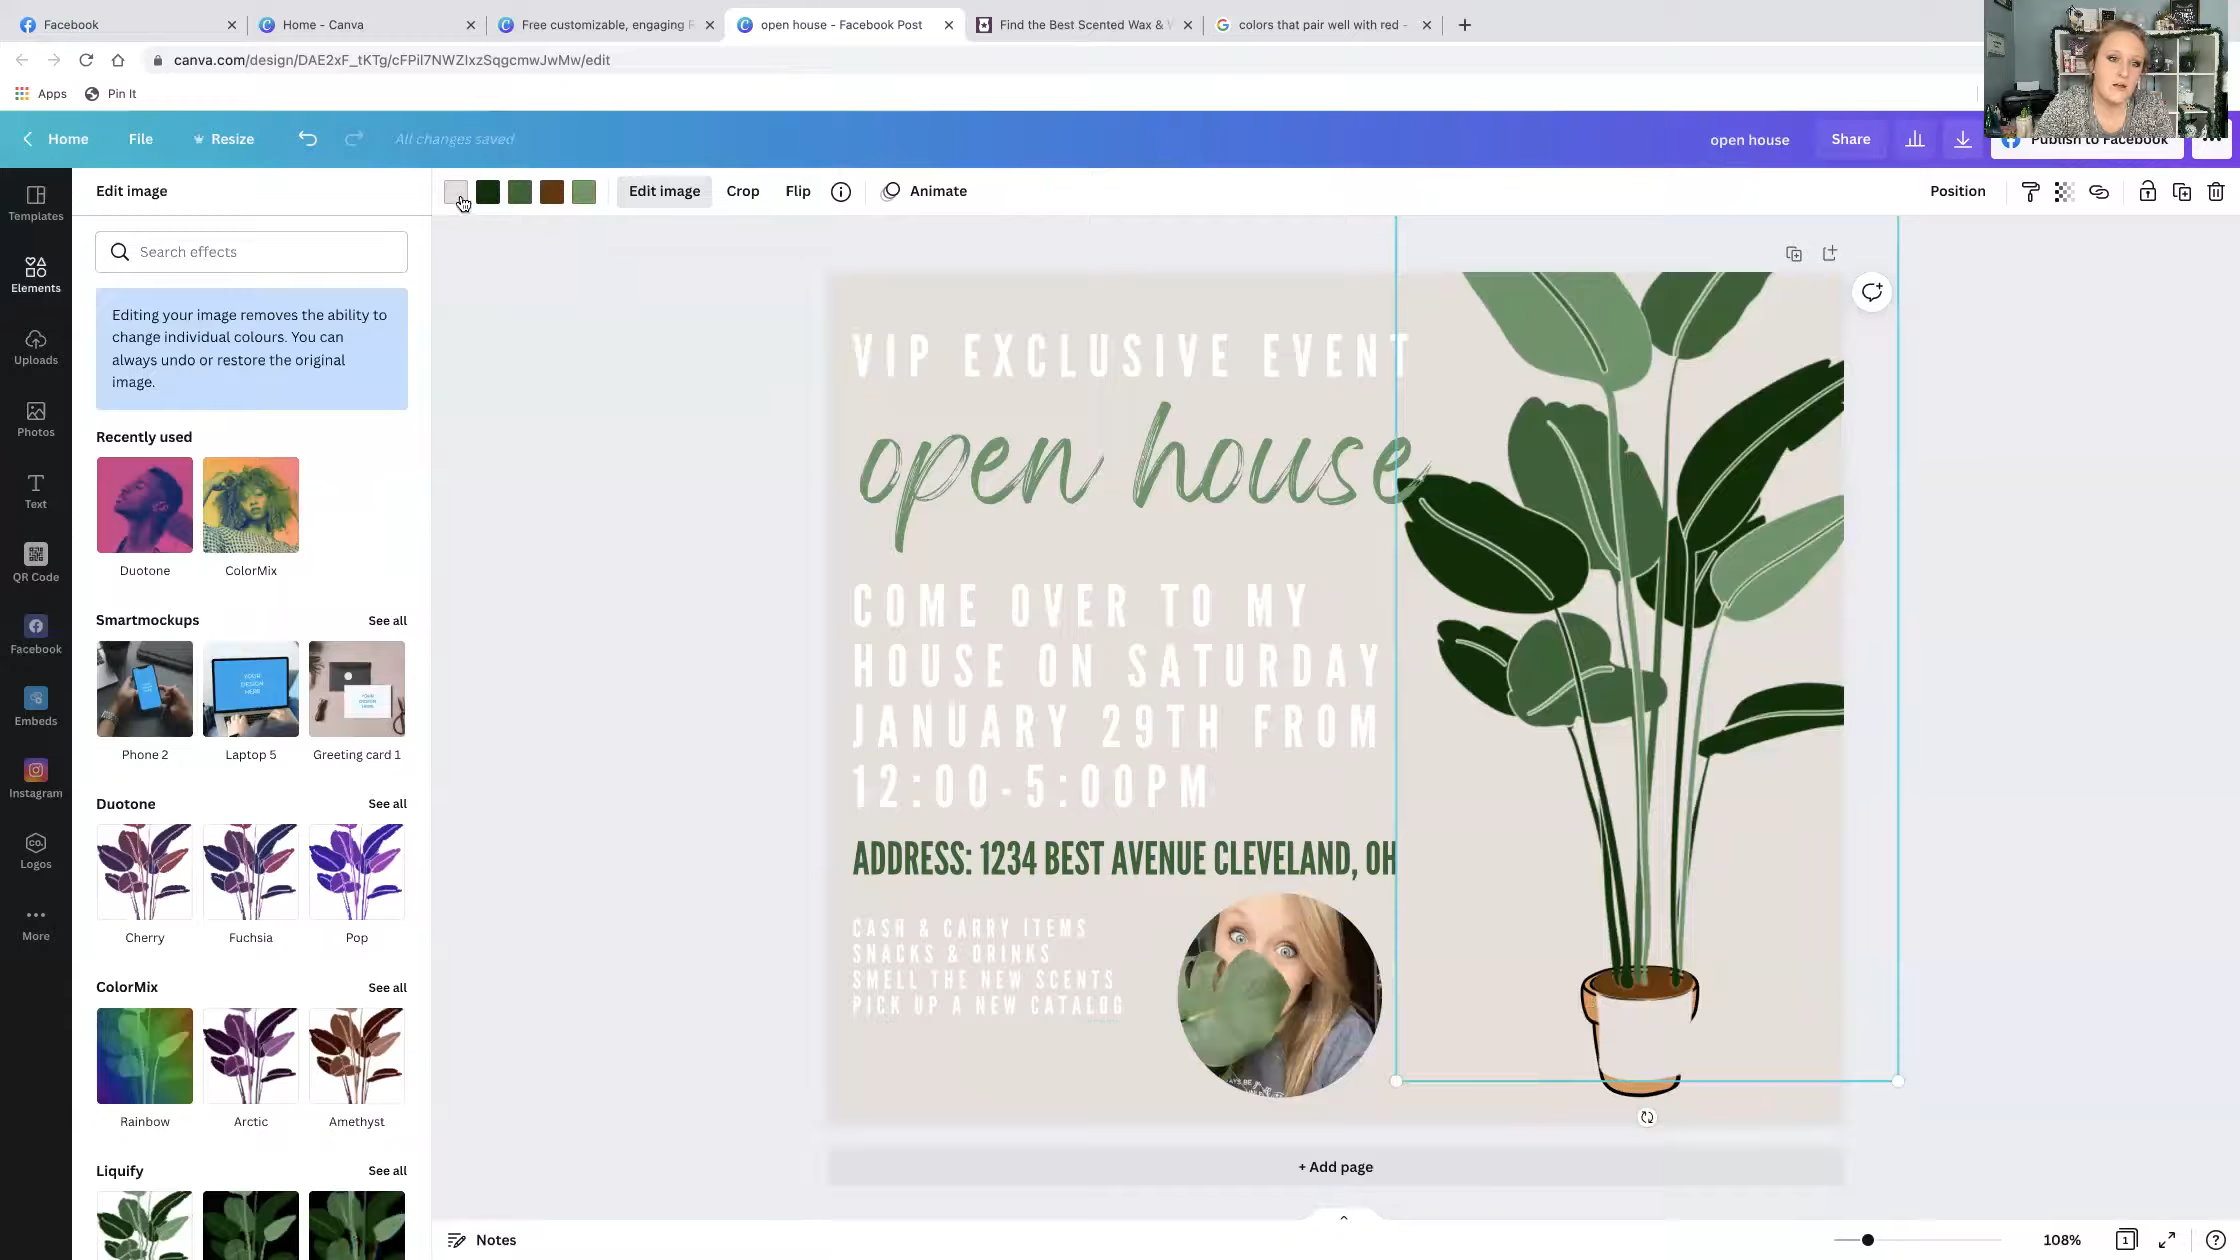 Facebook
Home - Canva
Free customizable, engaging
open house - Facebook Post
Find the Best Scented Wax &
colors that pair well with red -
canva.com/design/DAE2xF_tKTg/cFPil7NWZIxzSqgcmwJwMw/edit
Apps
Pin It
Home
File
Resize
All changes saved
open house
Share
Publish to Facebook
Edit image
Edit image
Crop
Flip
Animate
Position
Templates
Elements
Uploads
Photos
Text
QR Code
Facebook
Embeds
Instagram
CO.
Logos
More
Search effects
Editing your image removes the ability to
change individual colours. You can
always undo or restore the original
image.
Recently used
Duotone
ColorMix
Smartmockups
See all
YOUR
DESIGN
HERE
Phone 2
Laptop 5
Greeting card 1
Duotone
See all
Cherry
Fuchsia
Pop
ColorMix
See all
Rainbow
Arctic
Amethyst
Liquify
See all
VIP EXCLUSIVE EVENT
open house
COME OVER TO MY
HOUSE ON SATURDAY
JANUARY 29TH FROM
12:00-5:00PM
ADDRESS: 1234 BEST AVENUE CLEVELAND, OH
CASH & CARRY ITEMS
SNACKS & DRINKS
SMELL THE NEW SCENTS
PICK UP A NEW CATALOG
+ Add page
Notes
108%
1